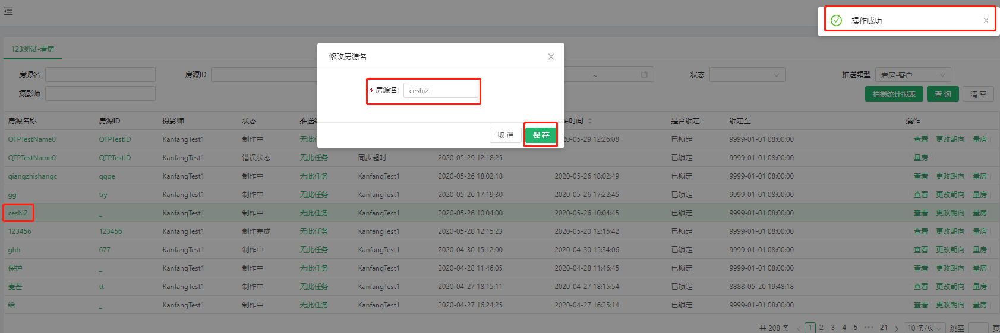 操作成功
123测试-看房
修改房源名
房源名
房源ID
~
状态
推送類型 看房-客户
* 房源名: ceshi2
摄影师
拍摄统计报表 查 询 清 空
取 消 保 存
房源名称 房源ID 摄影师 状态 时间 是否锁定 锁定至 操作
QTPTestName0 QTPTestID KanfangTest1 制作中 无此任 2020-05-29 12:26:08 已锁定 9999-01-01 08:00:00 查看 更改朝向 量房
QTPTestName0 QTPTestID KanfangTest1 错误状态 无此任务 同步超时 2020-05-29 12:18:25 已锁定 9999-01-01 08:00:00 量房
qiangzhishangc qqqe KanfangTest1 制作中 无此任务 KanfangTest1 2020-05-26 18:02:18 2020-05-26 18:02:49 已锁定 9999-01-01 08:00:00 查看 更改朝向 量房
gg try KanfangTest1 制作中 无此任务 KanfangTest1 2020-05-26 17:19:30 2020-05-26 17:22:45 已锁定 9999-01-01 08:00:00 查看 更改朝向 量房
ceshi2 _ KanfangTest1 制作中 无此任务 KanfangTest1 2020-05-26 10:04:00 2020-05-26 10:04:45 已锁定 9999-01-01 08:00:00 查看 更改朝向 量房
123456 123456 KanfangTest1 制作完成 无此任务 KanfangTest1 2020-05-20 12:15:23 2020-05-20 12:15:42 已锁定 9999-01-01 08:00:00 查看 更改朝向 量房
ghh 677 KanfangTest1 制作中 无此任务 KanfangTest1 2020-04-30 15:12:00 2020-04-30 15:34:06 已锁定 9999-01-01 08:00:00 查看 更改朝向 量房
保护 _ KanfangTest1 制作中 无此任务 KanfangTest1 2020-04-28 11:46:05 2020-04-28 11:46:45 已锁定 9999-01-01 08:00:00 查看 更改朝向 量房
麦芒 tt KanfangTest1 制作中 无此任务 KanfangTest1 2020-04-27 18:15:11 2020-04-27 18:15:54 已锁定 8888-05-20 19:48:18 查看 更改朝向 量房
给 _ KanfangTest1 制作中 无此任务 KanfangTest1 2020-04-27 16:24:25 2020-04-27 16:25:14 已锁定 9999-01-01 08:00:00 查看 更改朝向 量房
共 208 条 < 1 2 3 4 5 ••• 21 > 10 条/页 跳至 页